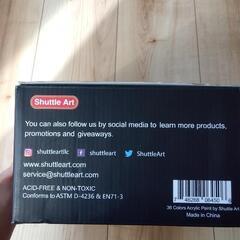 Shuttle Art
You can also follow us by social media to learn more products,
promotions and giveaways.
shuttleartllc
shuttleart
ShuttleArt
www.shuttleart.com
service@shuttleart.com
ACID-FREE & NON-TOXIC
Conforms to ASTM D-4236 & EN71-3
36 Colors Acrylic Paint by Shuttle Art
Made in China